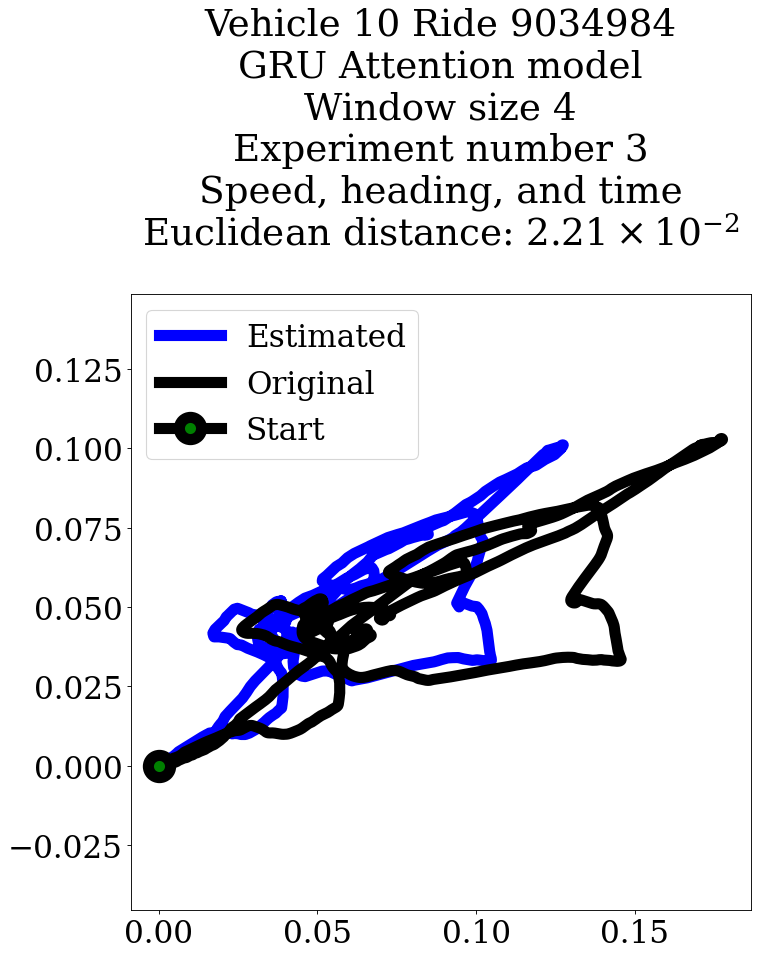 Vehicle 10 Ride 9034984
GRU Attention model
Window size 4
Experiment number 3
Speed, heading, and time
Euclidean distance: 2.21 × 10⁻²
Estimated
Original
Start
0.125
0.100
0.075
0.050
0.025
0.000
−0.025
0.00 0.05 0.10 0.15